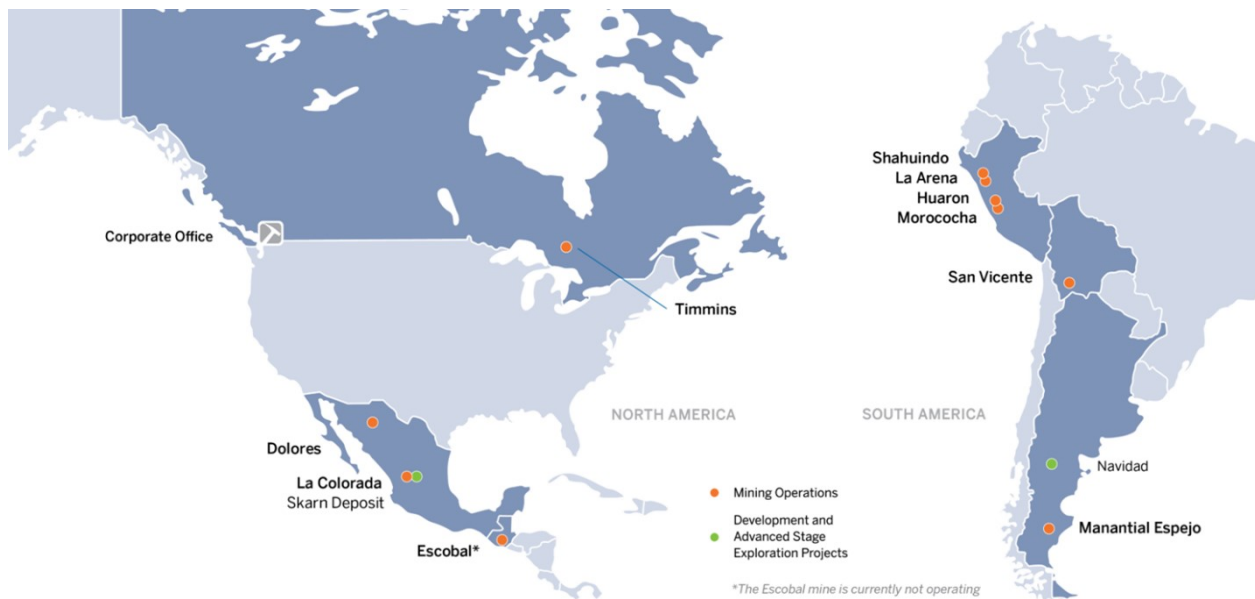 Corporate Office
Timmins
NORTH AMERICA
Dolores
La Colorada
Skarn Deposit
Escobal*
Mining Operations
Development and
Advanced Stage
Exploration Projects
*The Escobal mine is currently not operating
Shahuindo
La Arena
Huaron
Morococha
San Vicente
SOUTH AMERICA
Navidad
Manantial Espejo